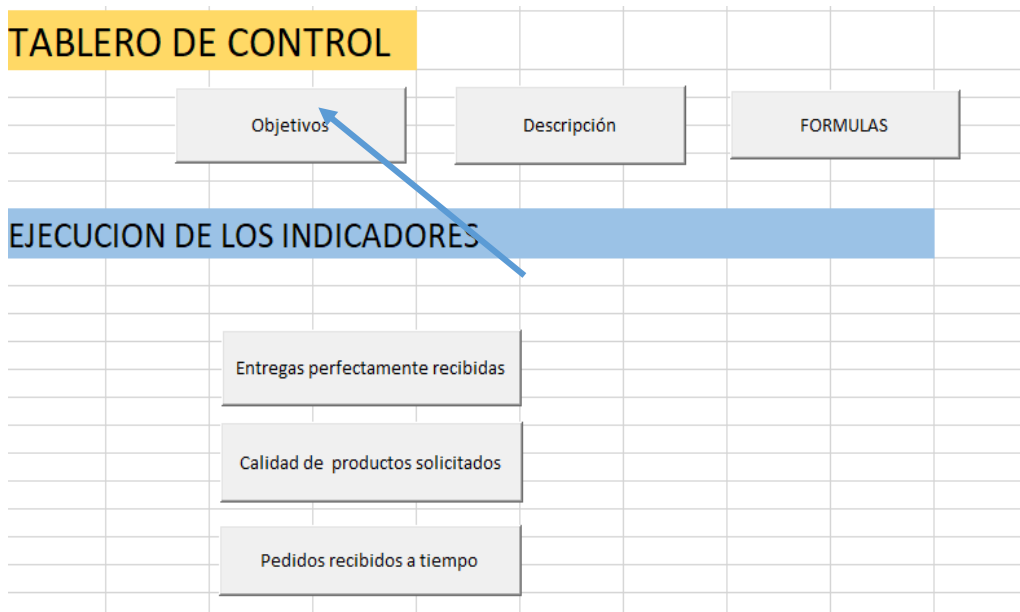 TABLERO DE CONTROL
Objetivos
Descripción
FORMULAS
EJECUCION DE LOS INDICADORES
Entregas perfectamente recibidas
Calidad de  productos solicitados
Pedidos recibidos a tiempo